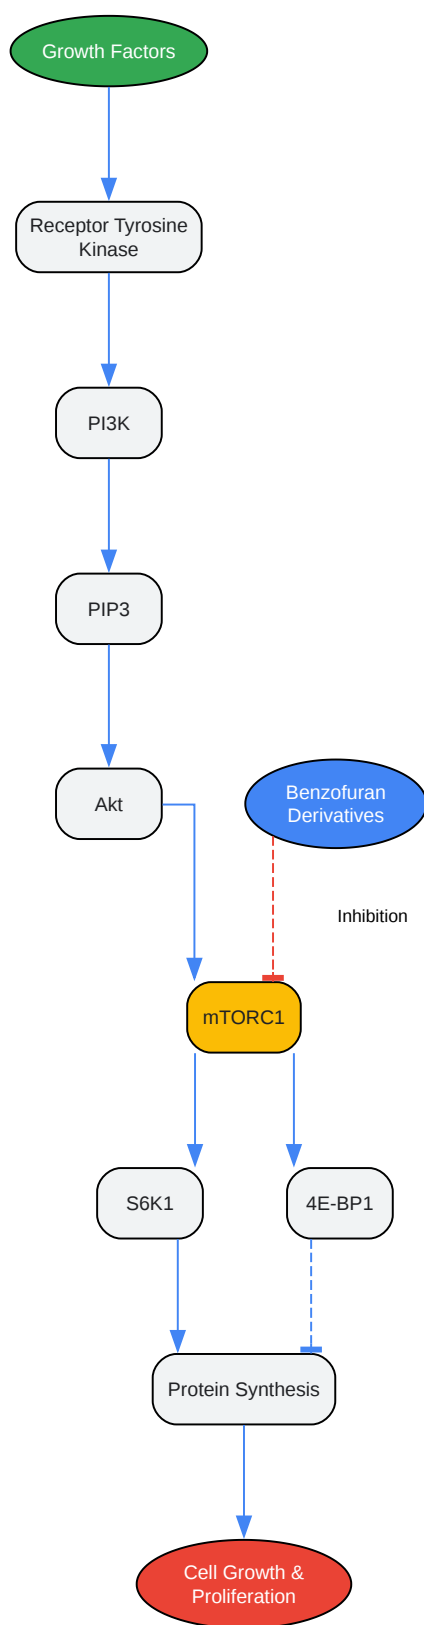 Growth Factors
Receptor Tyrosine
Kinase
PI3K
PIP3
Akt
Benzofuran
Derivatives
Inhibition
mTORC1
S6K1
4E-BP1
Protein Synthesis
Cell Growth &
Proliferation